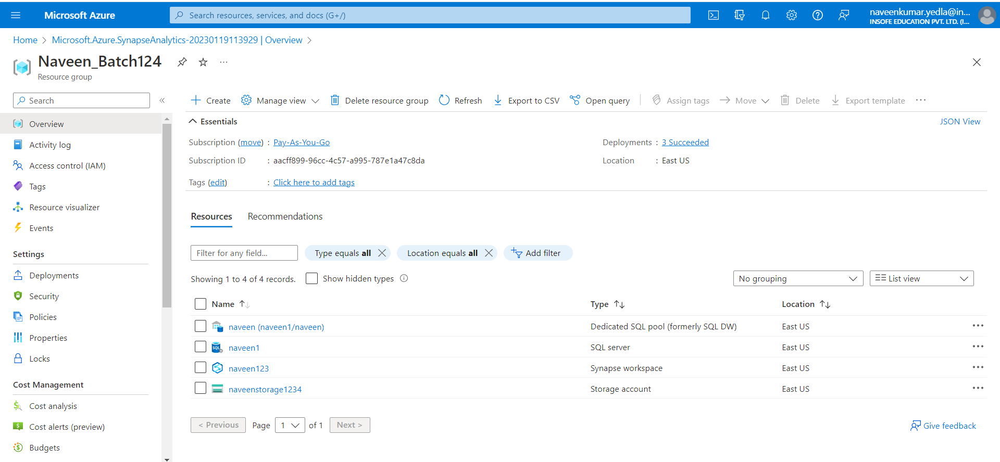 Microsoft Azure
Search resources, services, and docs (G+/)
naveenkumar.yedla@in...
INSOFE EDUCATION PVT. LTD. (I...
Home > Microsoft.Azure.SynapseAnalytics-20230119113929 | Overview >
Naveen_Batch124
Resource group
Search
«
Create
Manage view
Delete resource group
Refresh
Export to CSV
Open query
Assign tags
Move
Delete
Export template
Overview
Activity log
Access control (IAM)
Tags
Resource visualizer
Events
Settings
Deployments
Security
Policies
Properties
Locks
Cost Management
Cost analysis
Cost alerts (preview)
Budgets
Essentials
JSON View
Subscription (move) : Pay-As-You-Go
Deployments : 3 Succeeded
Subscription ID : aacff899-96cc-4c57-a995-787e1a47c8da
Location : East US
Tags (edit) : Click here to add tags
Resources Recommendations
Filter for any field...
Type equals all
Location equals all
Add filter
Showing 1 to 4 of 4 records.
Show hidden types
No grouping
List view
Name Type Location
naveen (naveen1/naveen) Dedicated SQL pool (formerly SQL DW) East US
naveen1 SQL server East US
naveen123 Synapse workspace East US
naveenstorage1234 Storage account East US
< Previous Page 1 of 1 Next >
Give feedback